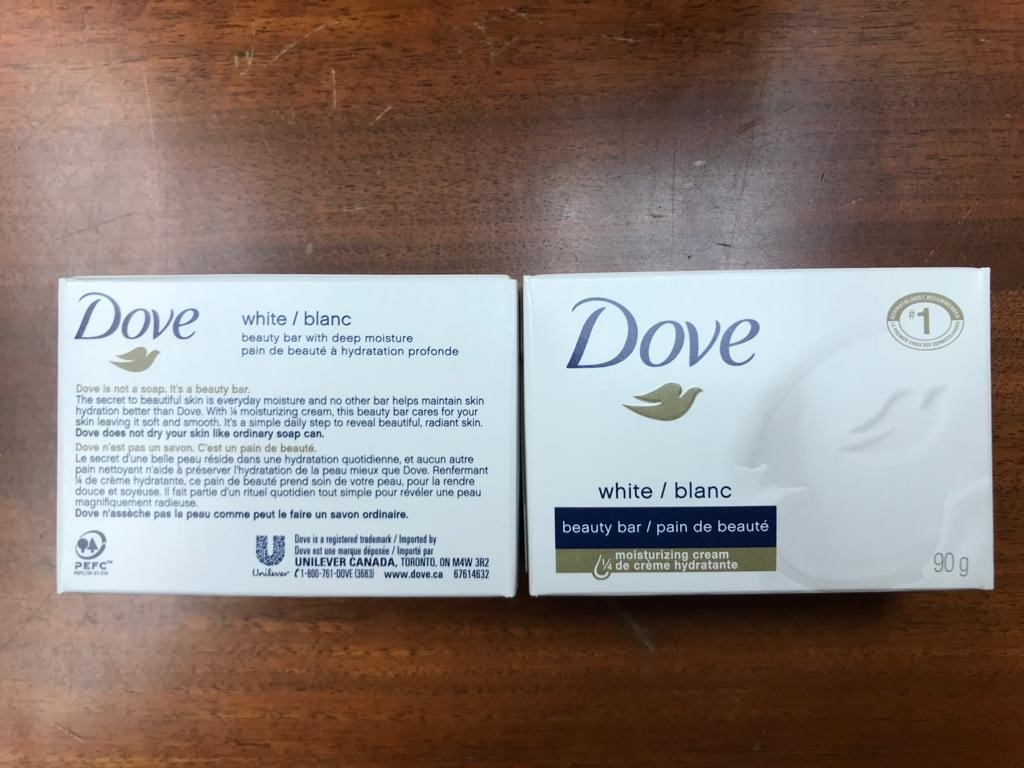 Dove
white / blanc
beauty bar with deep moisture
pain de beauté à hydratation profonde
Dove is not a soap. It's a beauty bar.
The secret to beautiful skin is everyday moisture and no other bar helps maintain skin
hydration better than Dove. With ¼ moisturizing cream, this beauty bar cares for your
skin leaving it soft and smooth. It's a simple daily step to reveal beautiful, radiant skin.
Dove does not dry your skin like ordinary soap can.
Dove n'est pas un savon. C'est un pain de beauté.
Le secret d'une belle peau réside dans une hydratation quotidienne, et aucun autre
pain nettoyant n'aide à préserver l'hydratation de la peau mieux que Dove. Renfermant
¼ de crème hydratante, ce pain de beauté prend soin de votre peau, pour la rendre
douce et soyeuse. Il fait partie d'un rituel quotidien tout simple pour révéler une peau
magnifiquement radieuse.
Dove n'assèche pas la peau comme peut le faire un savon ordinaire.
PEFC™
Unilever
Dove is a registered trademark / Imported by
Dove est une marque déposée / Importé par
UNILEVER CANADA, TORONTO, ON M4W 3R2
1-800-761-DOVE (3683) www.dove.ca 67614632
Dove
DERMATOLOGIST RECOMMENDED
#1
LE PREMIER CHOIX DES DERMATOLOGUES
white / blanc
beauty bar / pain de beauté
¼ moisturizing cream
de crème hydratante
90 g